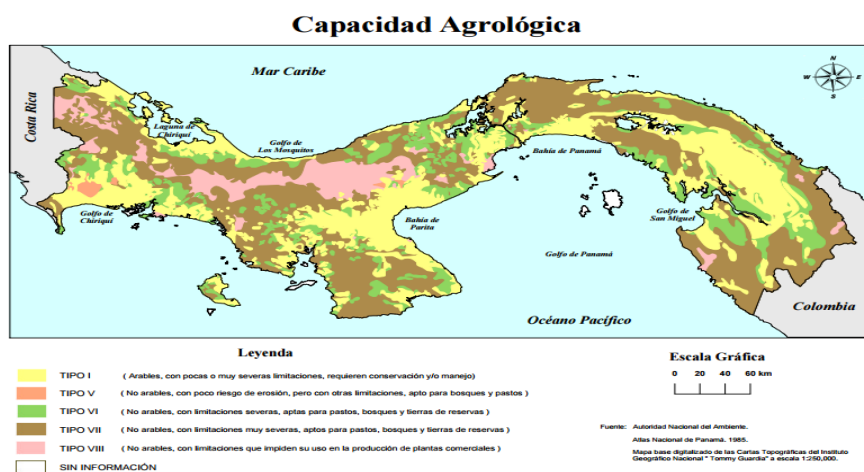 Capacidad Agrológica
Mar Caribe
N
W E
S
Costa Rica
Laguna de
Chiriquí
Golfo de
Los Mosquitos
Bahía de Panamá
Golfo de
Chiriquí
Bahía de
Parita
Golfo de
San Miguel
Golfo de Panamá
Colombia
Océano Pacífico
Leyenda
TIPO I ( Arables, con pocas o muy severas limitaciones, requieren conservación y/o manejo)
TIPO V ( No arables, con poco riesgo de erosión, pero con otras limitaciones, apto para bosques y pastos )
TIPO VI ( No arables, con limitaciones severas, aptas para pastos, bosques y tierras de reservas )
TIPO VII ( No arables, con limitaciones muy severas, aptos para pastos, bosques y tierras de reservas )
TIPO VIII ( No arables, con limitaciones que impiden su uso en la producción de plantas comerciales )
SIN INFORMACIÓN
Escala Gráfica
0 20 40 60 km
Fuente: Autoridad Nacional del Ambiente.
Atlas Nacional de Panamá. 1985.
Mapa base digitalizado de las Cartas Topográficas del Instituto
Geográfico Nacional " Tommy Guardia" a escala 1:250,000.